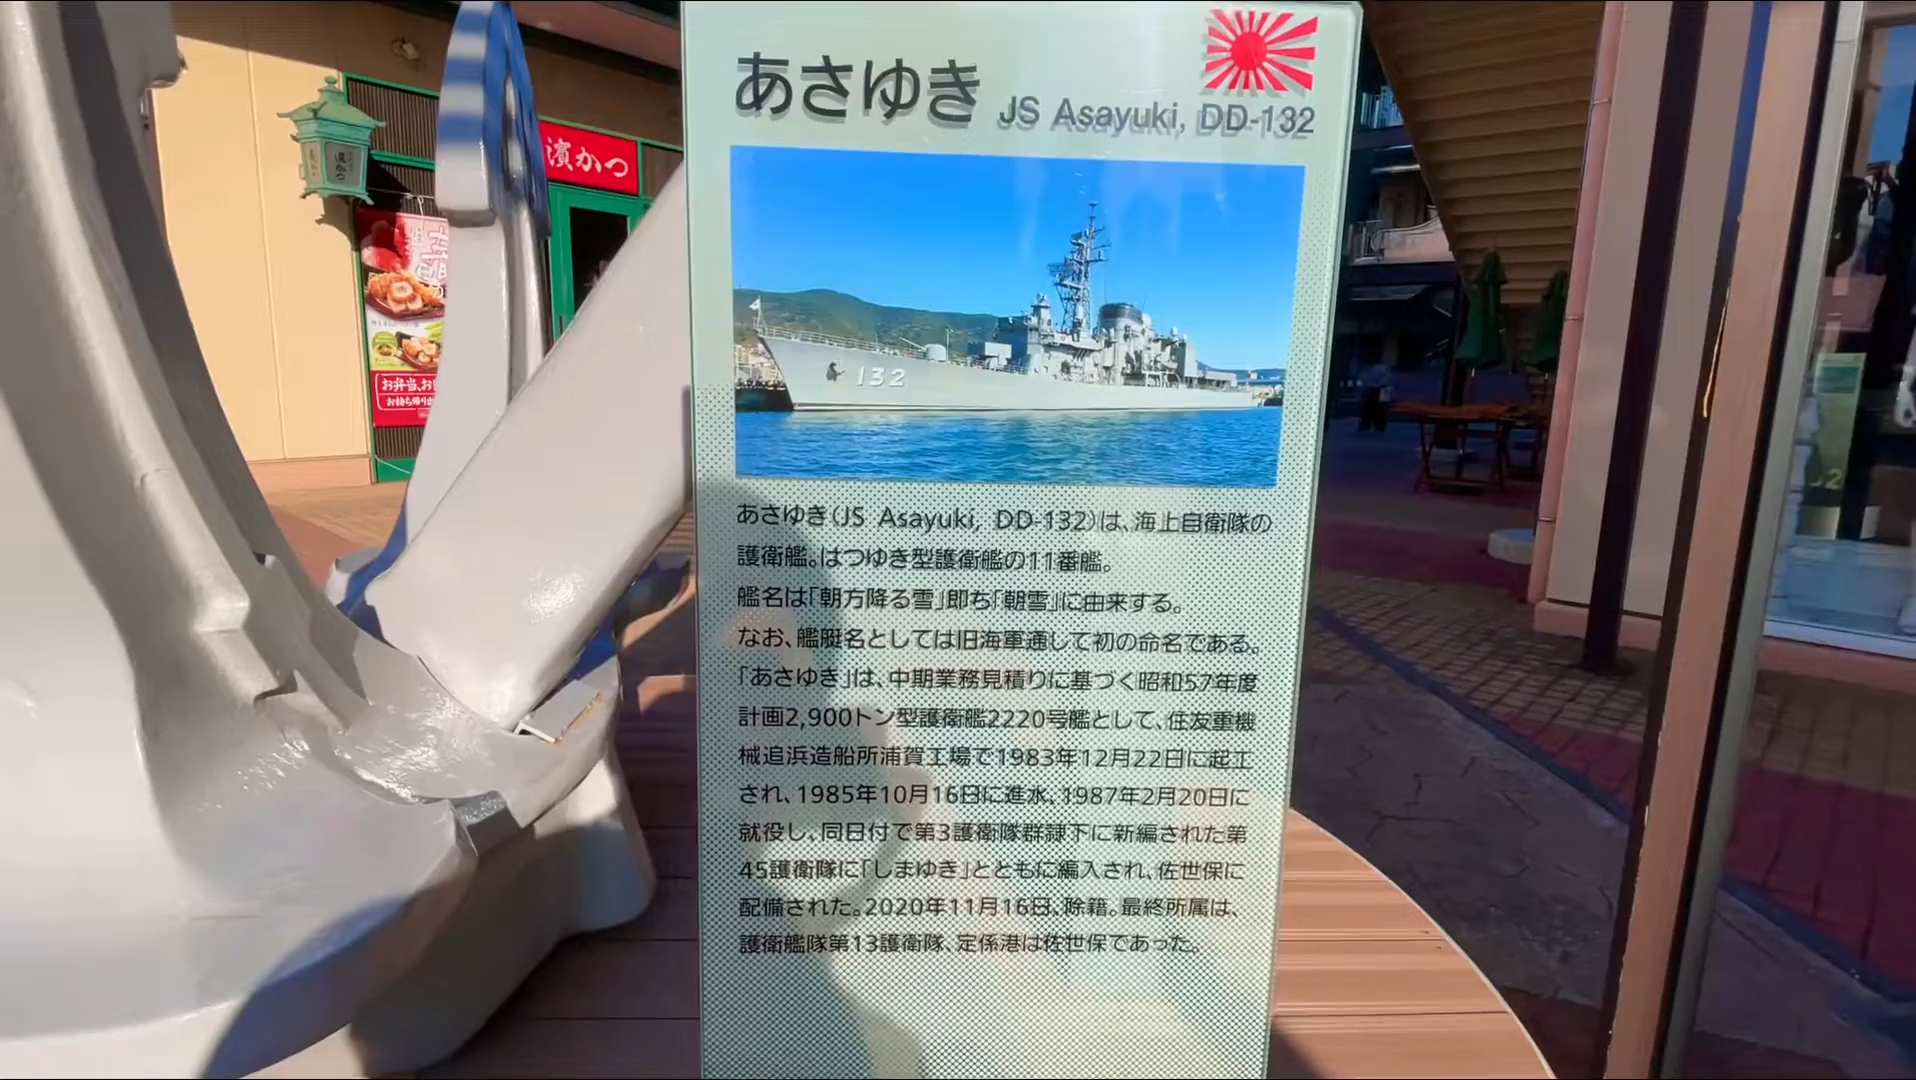 あさゆき
JS Asayuki, DD-132
132
あさゆき(JS Asayuki, DD-132)は、海上自衛隊の
護衛艦。はつゆき型護衛艦の11番艦。
艦名は「朝方降る雪」即ち「朝雪」に由来する。
なお、艦艇名としては旧海軍通して初の命名である。
「あさゆき」は、中期業務見積りに基づく昭和57年度
計画2,900トン型護衛艦2220号艦として、住友重機
械追浜造船所浦賀工場で1983年12月22日に起工
され、1985年10月16日に進水、1987年2月20日に
就役し、同日付で第3護衛隊群隷下に新編された第
45護衛隊に「しまゆき」とともに編入され、佐世保に
配備された。2020年11月16日、除籍。最終所属は、
護衛艦隊第13護衛隊、定係港は佐世保であった。
濵かつ
お弁当、お
お持ち帰り